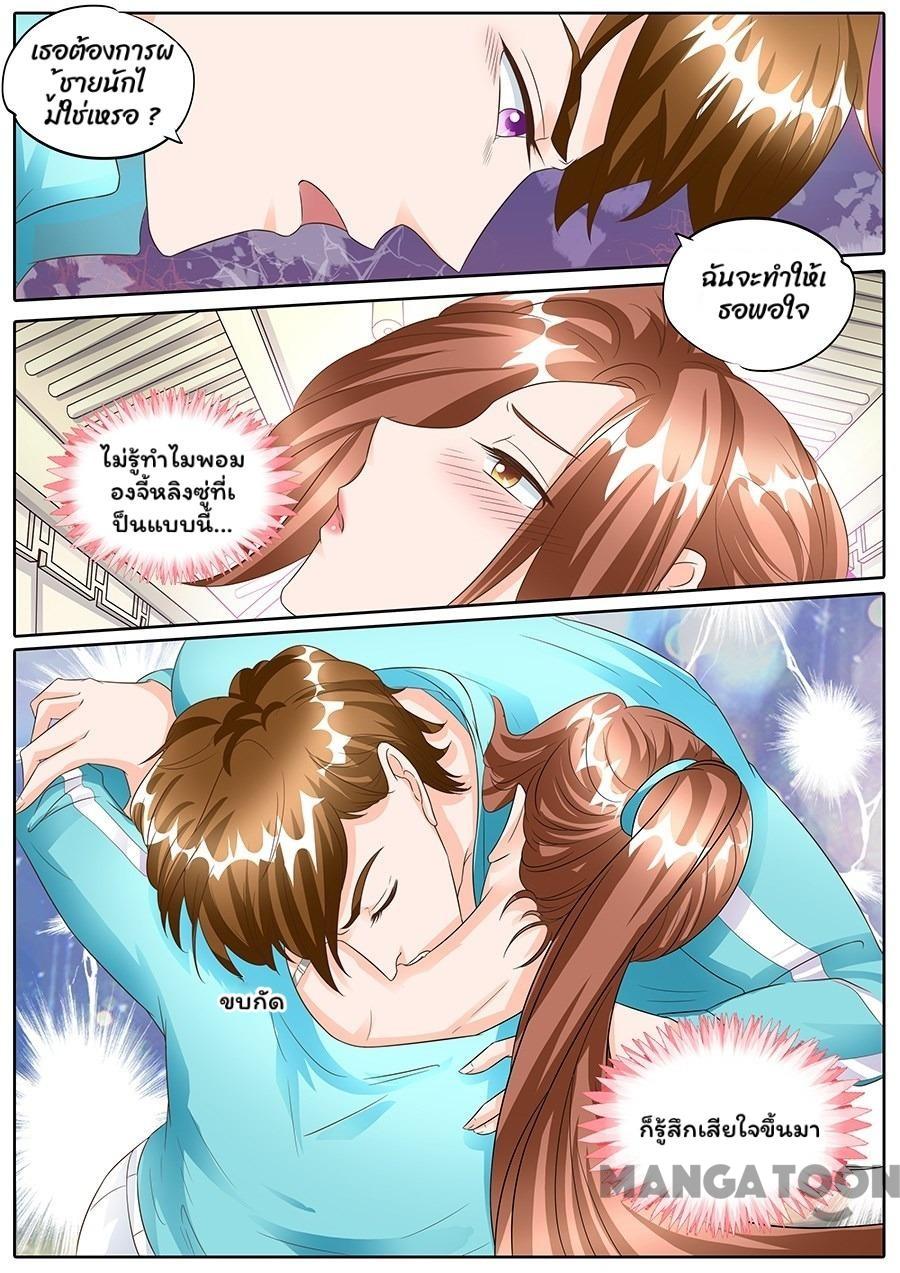 เธอต้องการผ
ู้ชายนักไ
ม่ใช่เหรอ ?
ฉันจะทำให้เ
ธอพอใจ
ไม่รู้ทำไมพอม
องจี้หลิงซู่ที่เ
ป็นแบบนี้...
ขบกัด
ก็รู้สึกเสียใจขึ้นมา
MANGATOON